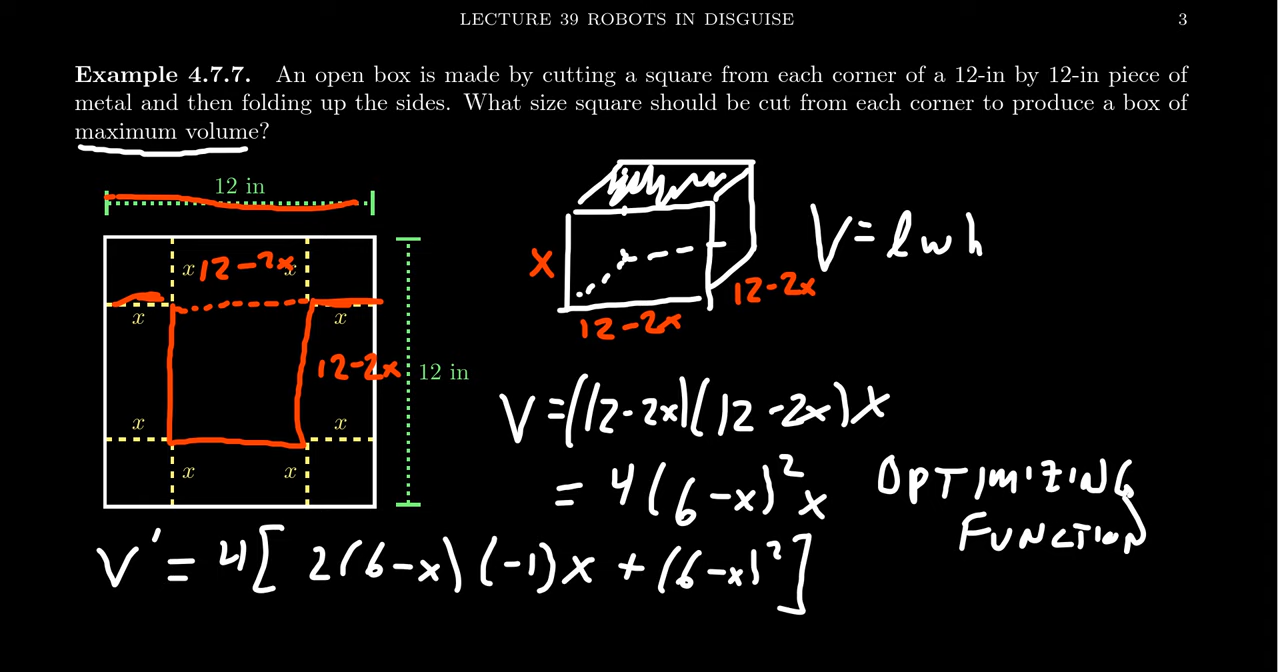 LECTURE 39 ROBOTS IN DISGUISE 3
Example 4.7.7. An open box is made by cutting a square from each corner of a 12-in by 12-in piece of
metal and then folding up the sides. What size square should be cut from each corner to produce a box of
maximum volume?
12 in
x 12-2x x
x x
12-2x
12 in
x x
x x
x
12-2x
12-2x
V = l w h
V = (12-2x)(12-2x)x
= 4(6-x)²x
OPTIMIZING
FUNCTION
V' = 4[2(6-x)(-1)x + (6-x)²]